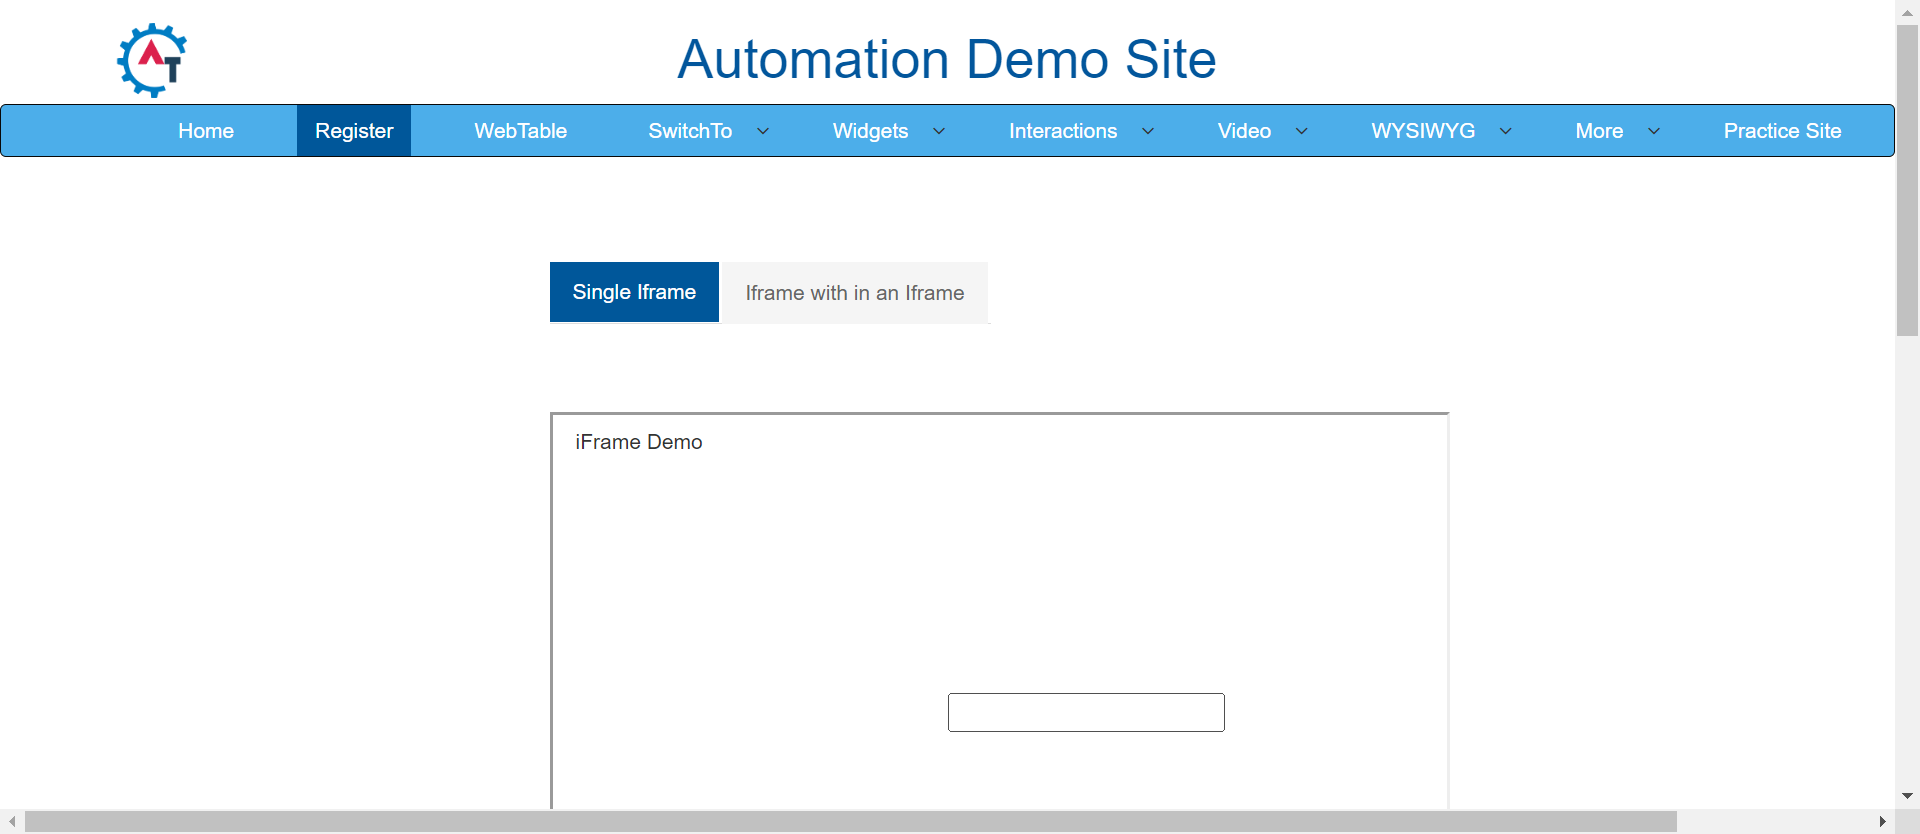 AT
Automation Demo Site
Home Register WebTable SwitchTo Widgets Interactions Video WYSIWYG More Practice Site
Single Iframe Iframe with in an Iframe
iFrame Demo